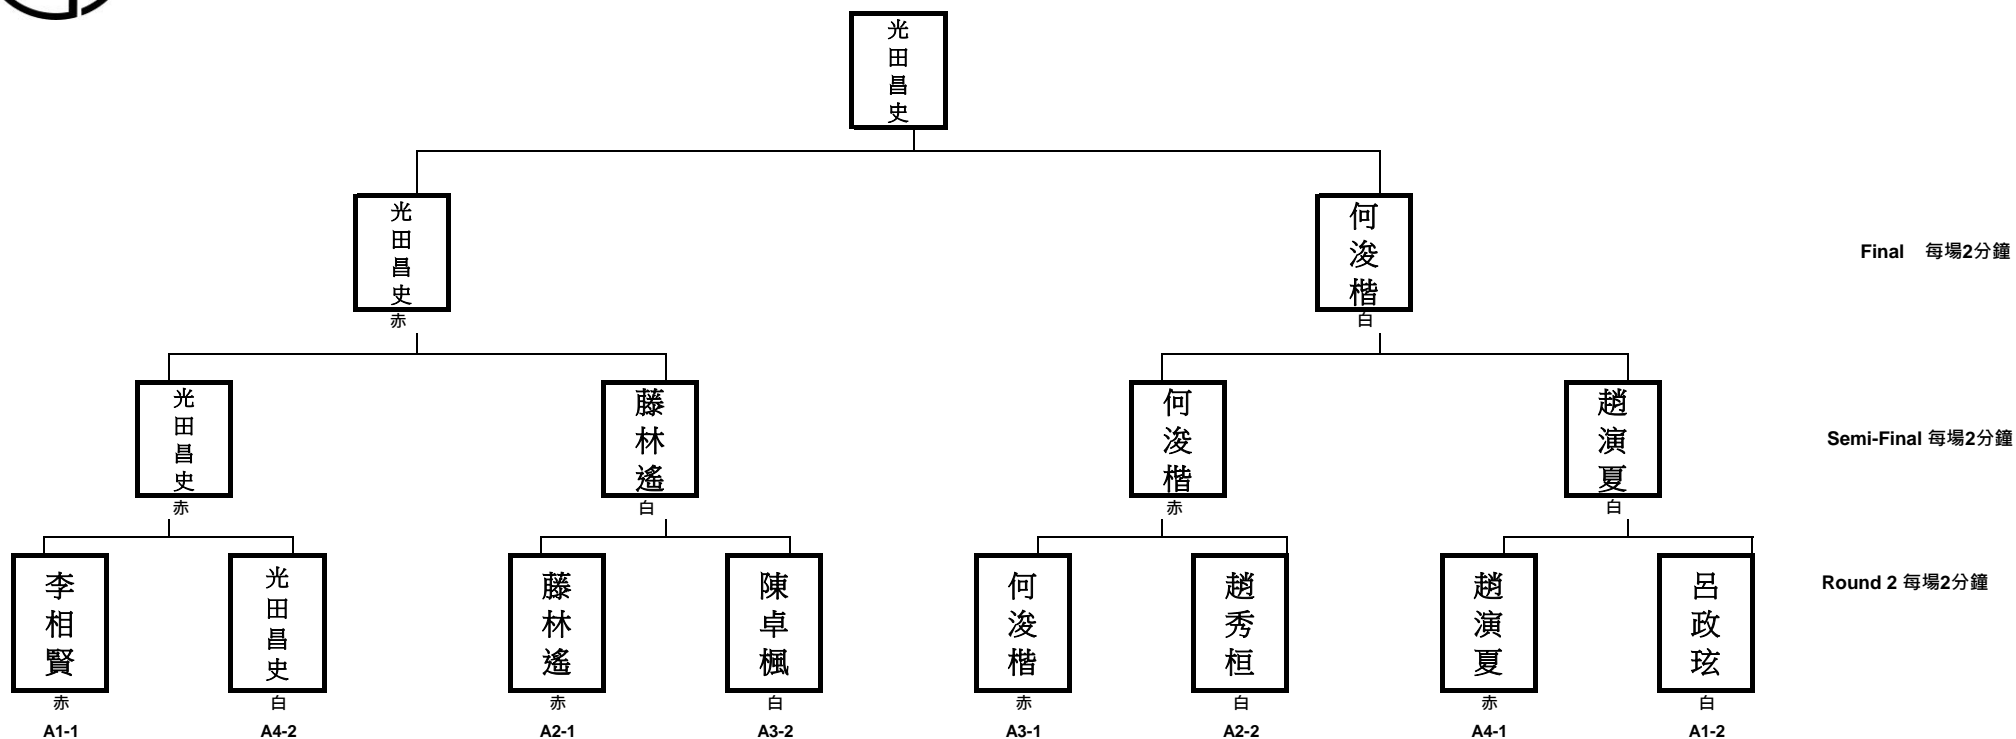 光田昌史
光田昌史
何浚楷
Final 每場2分鐘
赤
白
光田昌史
藤林遙
何浚楷
趙演夏
Semi-Final 每場2分鐘
赤
白
赤
白
李相賢
光田昌史
藤林遙
陳卓楓
何浚楷
趙秀桓
趙演夏
呂政玹
Round 2 每場2分鐘
赤
白
赤
白
赤
白
赤
白
A1-1
A4-2
A2-1
A3-2
A3-1
A2-2
A4-1
A1-2